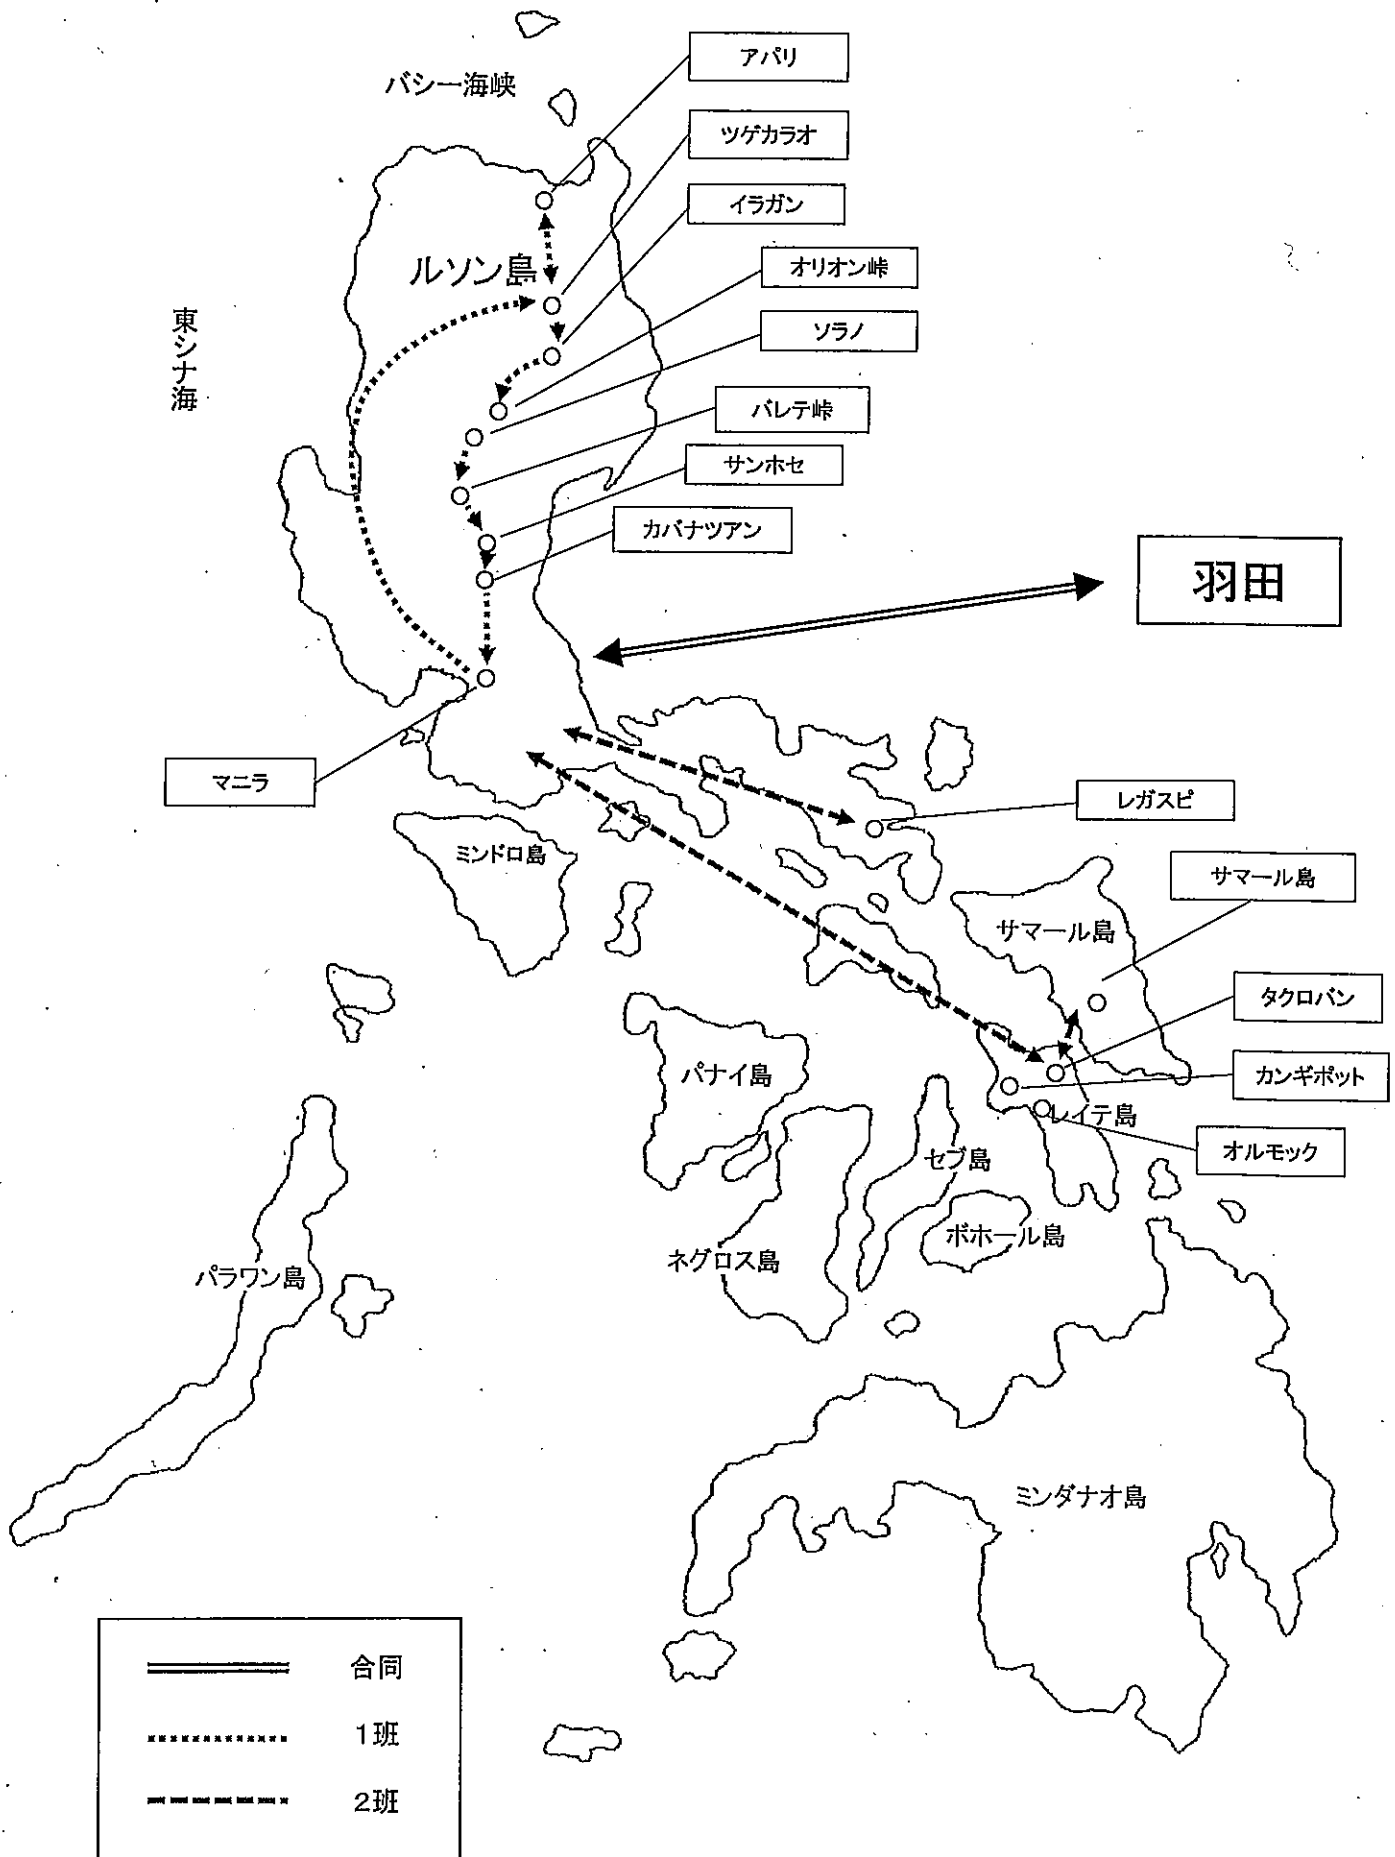 アパリ
バシー海峡
ツゲカラオ
イラガン
ルソン島
オリオン峠
ソラノ
東シナ海
バレテ峠
サンホセ
カバナツアン
羽田
マニラ
レガスピ
ミンドロ島
サマール島
サマール島
タクロバン
カンギポット
パナイ島
レイテ島
オルモック
セブ島
ボホール島
ネグロス島
パラワン島
ミンダナオ島
合同
1班
2班